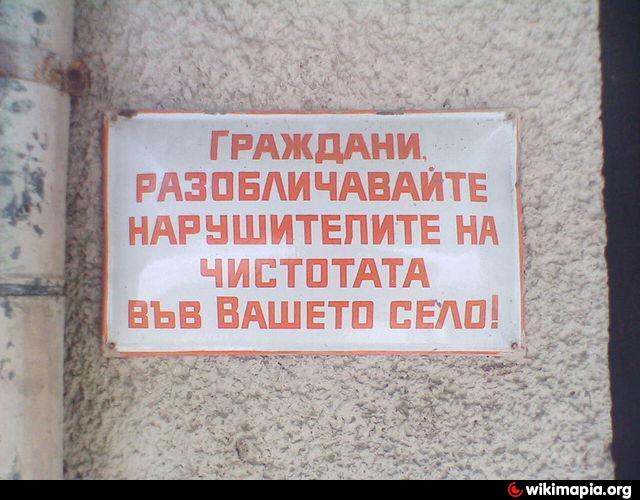 ГРАЖДАНИ,
РАЗОБЛИЧАВАЙТЕ
НАРУШИТЕЛИТЕ НА
ЧИСТОТАТА
ВЪВ ВАШЕТО СЕЛО!
wikimapia.org